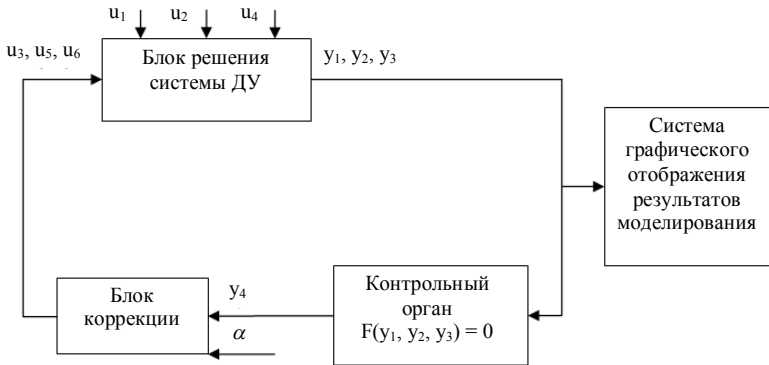 u₁ u₂ u₄
u₃, u₅, u₆
Блок решения
системы ДУ
y₁, y₂, y₃
Система
графического
отображения
результатов
моделирования
Контрольный
орган
F(y₁, y₂, y₃) = 0
y₄
α
Блок
коррекции